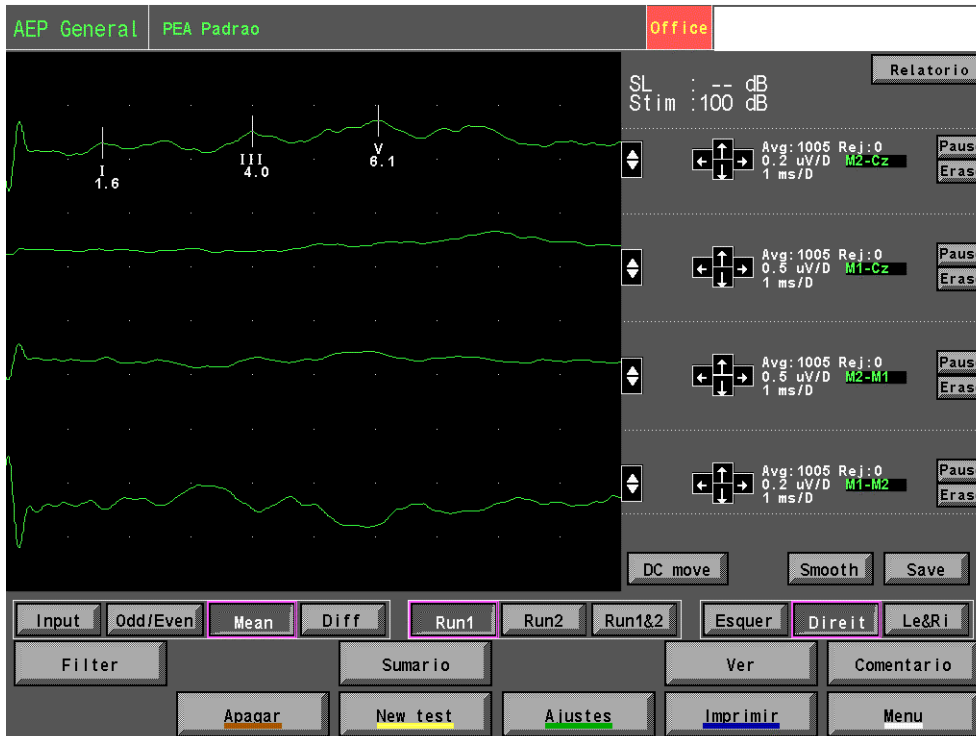 AEP General PEA Padrao Office
Relatorio
SL : -- dB
Stim :100 dB
I
1.6
III
4.0
V
6.1
Avg:1005 Rej:0
0.2 uV/D M2-Cz
1 ms/D
Paus
Eras
Avg:1005 Rej:0
0.5 uV/D M1-Cz
1 ms/D
Paus
Eras
Avg:1005 Rej:0
0.5 uV/D M2-M1
1 ms/D
Paus
Eras
Avg:1005 Rej:0
0.2 uV/D M1-M2
1 ms/D
Paus
Eras
DC move Smooth Save
Input Odd/Even Mean Diff Run1 Run2 Run1&2 Esquer Direit Le&Ri
Filter Sumario Ver Comentario
Apagar New test Ajustes Imprimir Menu